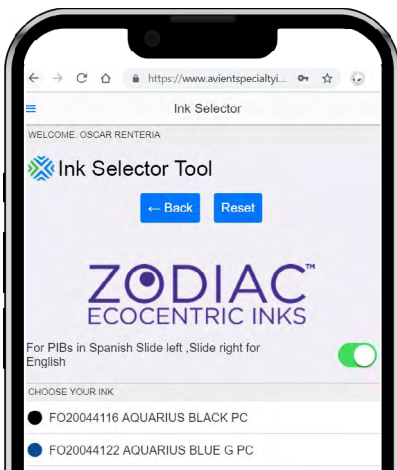 https://www.avientspecialtyi...
Ink Selector
WELCOME. OSCAR RENTERIA
Ink Selector Tool
← Back Reset
ZODIAC™
ECOCENTRIC INKS
For PIBs in Spanish Slide left ,Slide right for
English
CHOOSE YOUR INK
FO20044116 AQUARIUS BLACK PC
FO20044122 AQUARIUS BLUE G PC